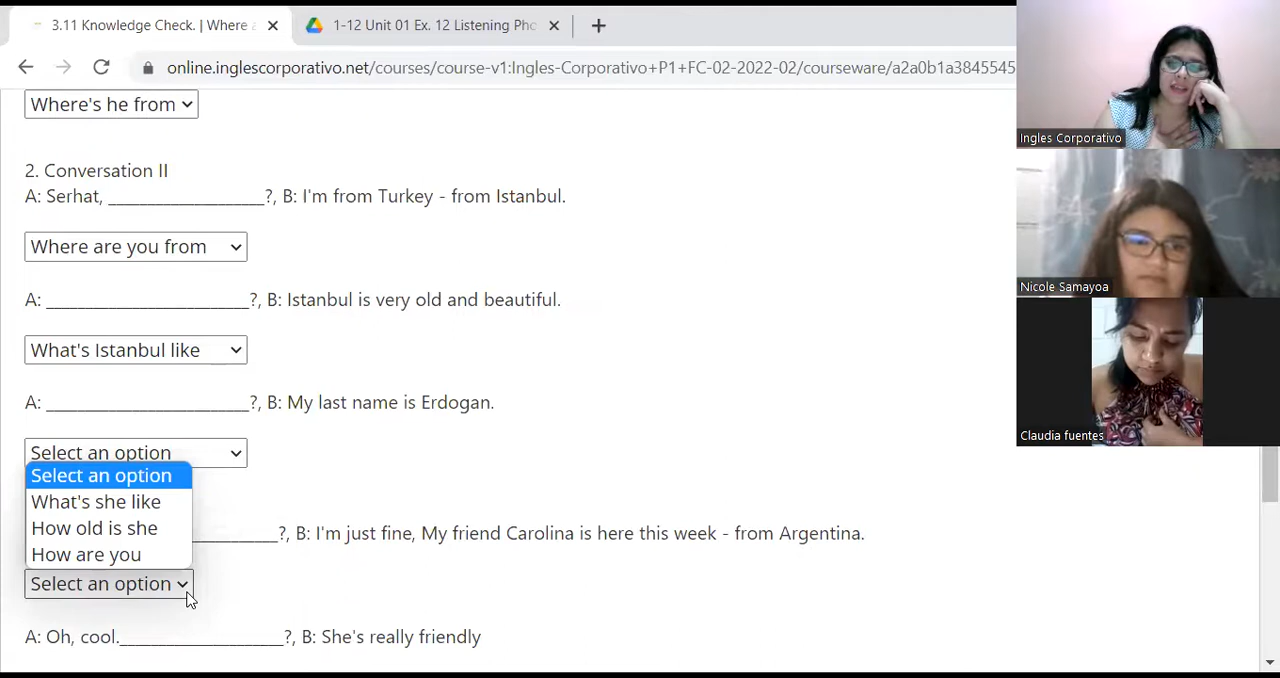 3.11 Knowledge Check. | Where a
1-12 Unit 01 Ex. 12 Listening Pho
online.inglescorporativo.net/courses/course-v1:Ingles-Corporativo+P1+FC-02-2022-02/courseware/a2a0b1a3845545
Where's he from
2. Conversation II
A: Serhat, ___________________?, B: I'm from Turkey - from Istanbul.
Where are you from
A: _________________________?, B: Istanbul is very old and beautiful.
What's Istanbul like
A: _________________________?, B: My last name is Erdogan.
Select an option
Select an option
What's she like
How old is she
How are you
?, B: I'm just fine, My friend Carolina is here this week - from Argentina.
Select an option
A: Oh, cool.____________________?, B: She's really friendly
Ingles Corporativo
Nicole Samayoa
Claudia fuentes